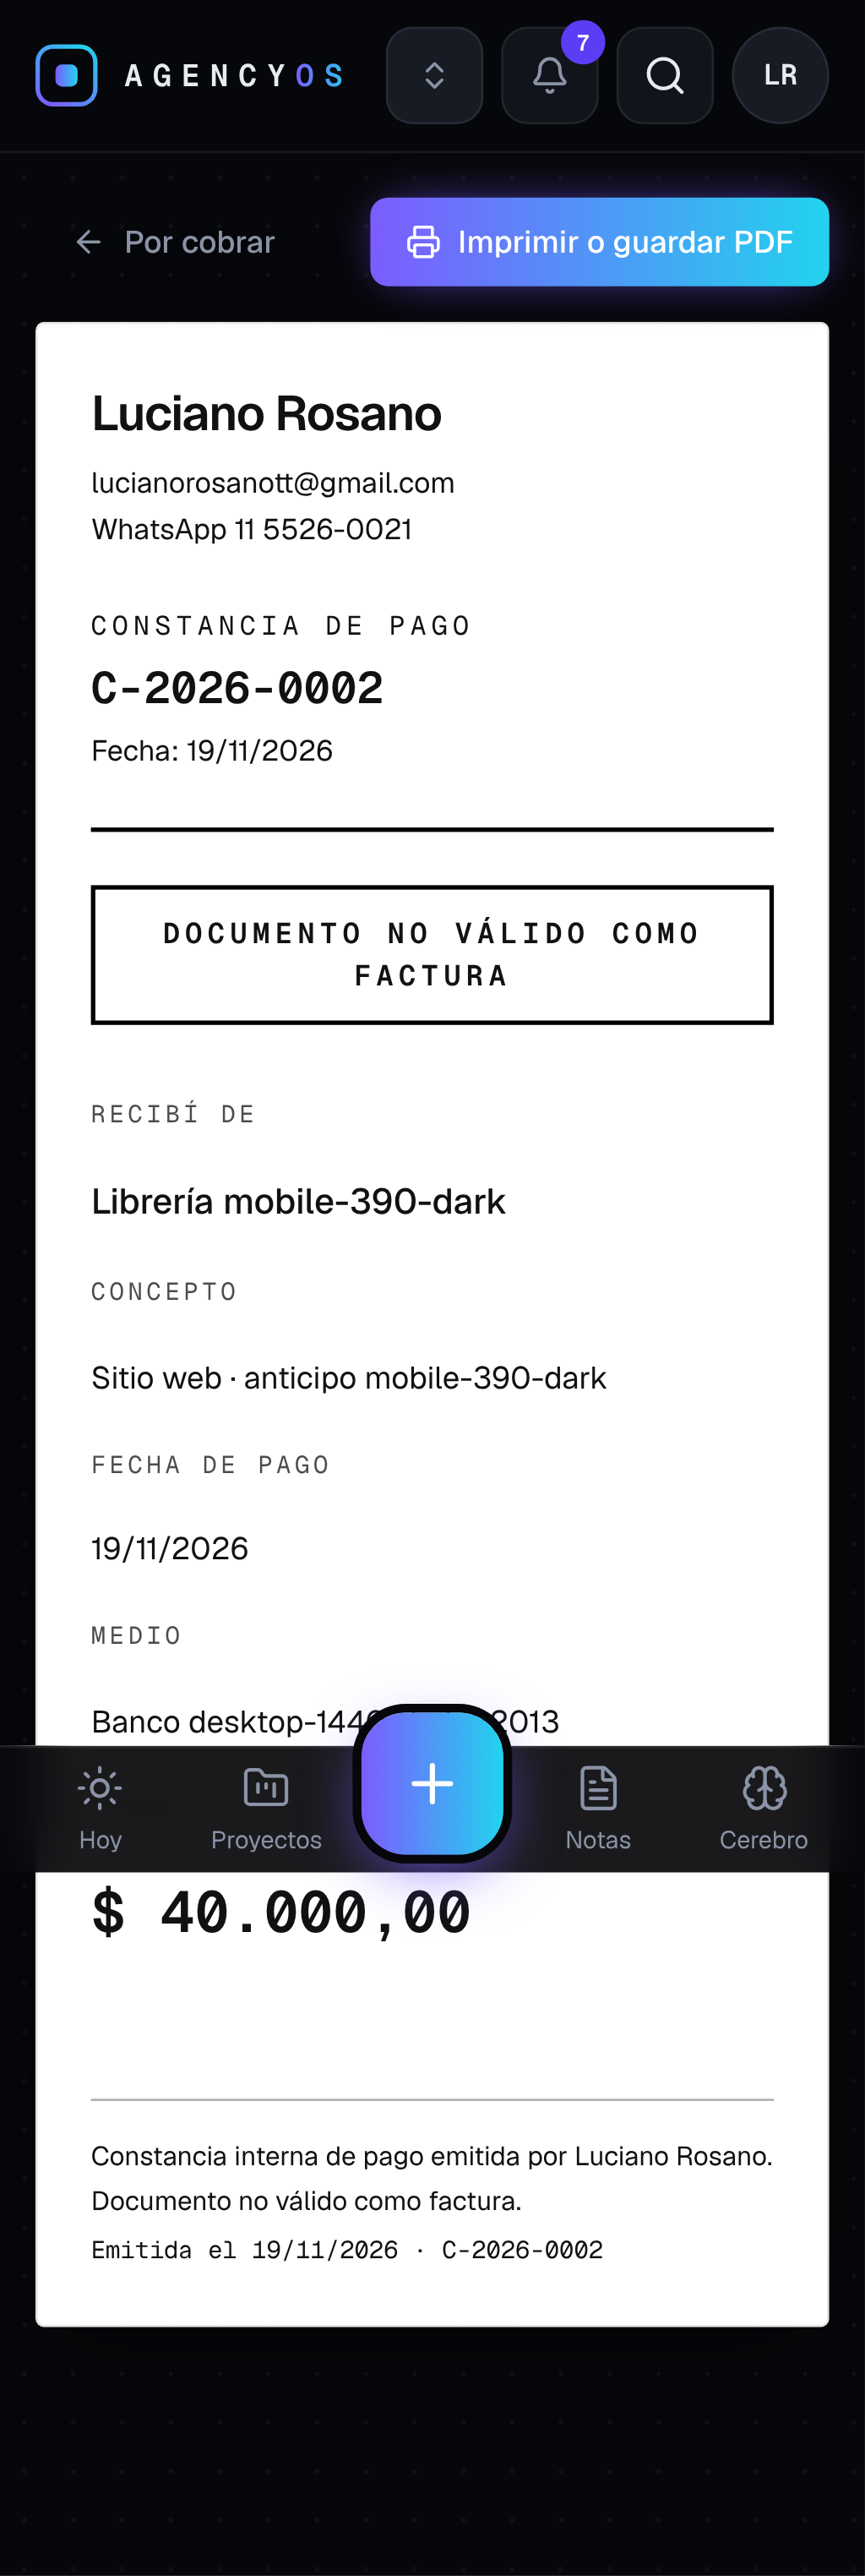 AGENCYOS
7
LR
Por cobrar
Imprimir o guardar PDF
Luciano Rosano
lucianorosanott@gmail.com
WhatsApp 11 5526-0021
CONSTANCIA DE PAGO
C-2026-0002
Fecha: 19/11/2026
DOCUMENTO NO VÁLIDO COMO
FACTURA
RECIBÍ DE
Librería mobile-390-dark
CONCEPTO
Sitio web · anticipo mobile-390-dark
FECHA DE PAGO
19/11/2026
MEDIO
Banco
Hoy
Proyectos
Notas
Cerebro
$ 40.000,00
Constancia interna de pago emitida por Luciano Rosano.
Documento no válido como factura.
Emitida el 19/11/2026 · C-2026-0002